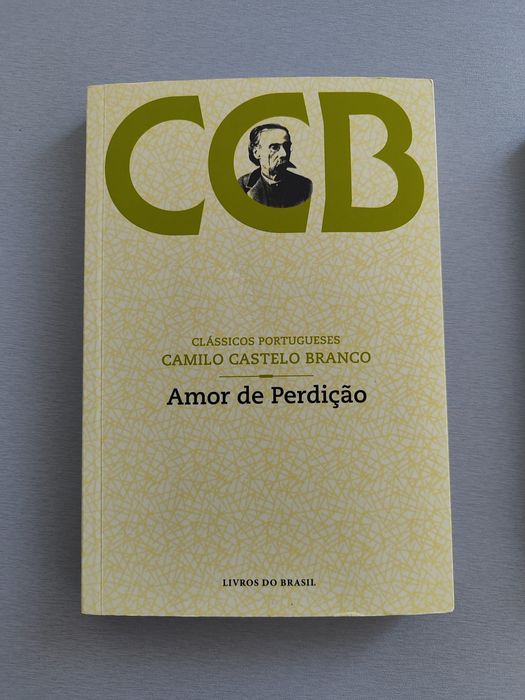 CCB
CLÁSSICOS PORTUGUESES
CAMILO CASTELO BRANCO
Amor de Perdição
LIVROS DO BRASIL